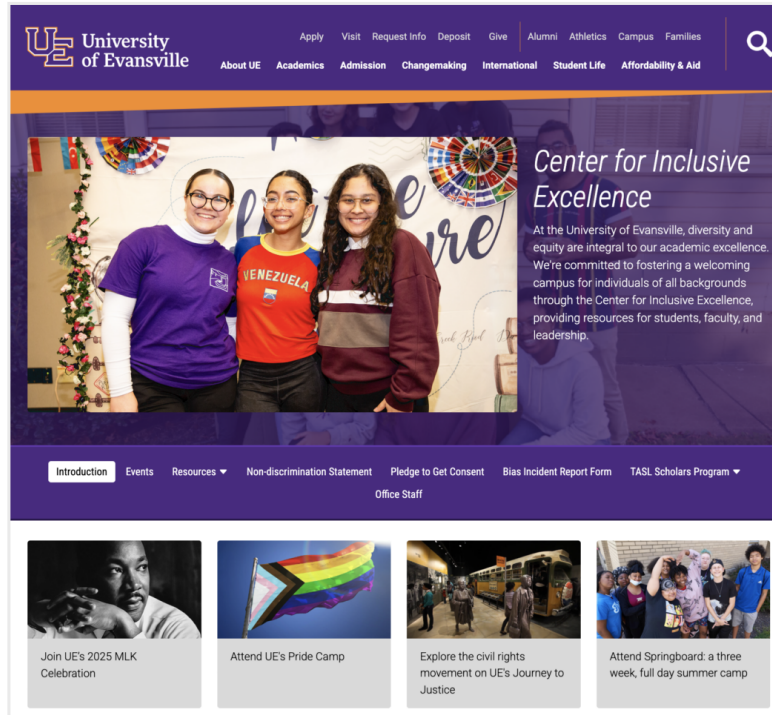 University
of Evansville
Apply Visit Request Info Deposit Give Alumni Athletics Campus Families
About UE Academics Admission Changemaking International Student Life Affordability & Aid
VENEZUELA
Center for Inclusive
Excellence
At the University of Evansville, diversity and
equity are integral to our academic excellence.
We're committed to fostering a welcoming
campus for individuals of all backgrounds
through the Center for Inclusive Excellence,
providing resources for students, faculty, and
leadership.
Introduction Events Resources Non-discrimination Statement Pledge to Get Consent Bias Incident Report Form TASL Scholars Program
Office Staff
Join UE's 2025 MLK
Celebration
Attend UE's Pride Camp
Explore the civil rights
movement on UE's Journey to
Justice
Attend Springboard: a three
week, full day summer camp